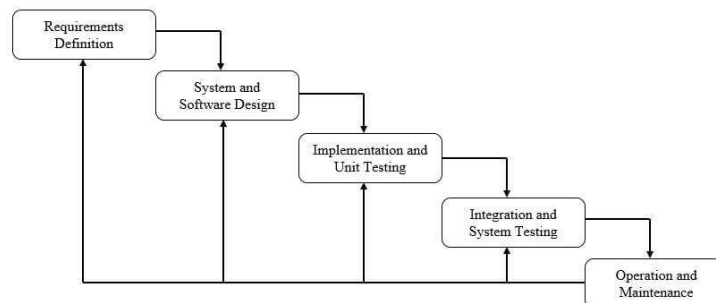 Requirements
Definition
System and
Software Design
Implementation and
Unit Testing
Integration and
System Testing
Operation and
Maintenance